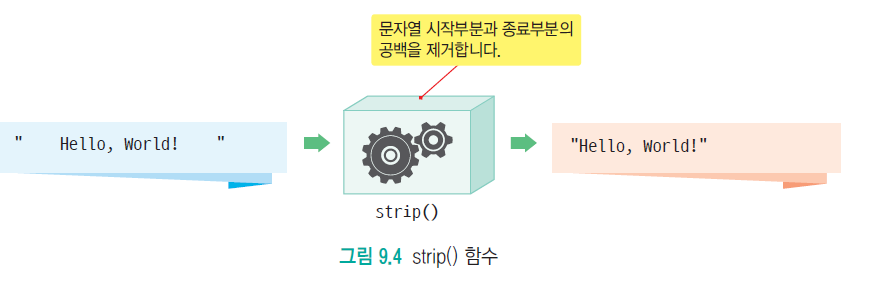 문자열 시작부분과 종료부분의
공백을 제거합니다.
"    Hello, World!    "
"Hello, World!"
strip()
그림 9.4 strip() 함수